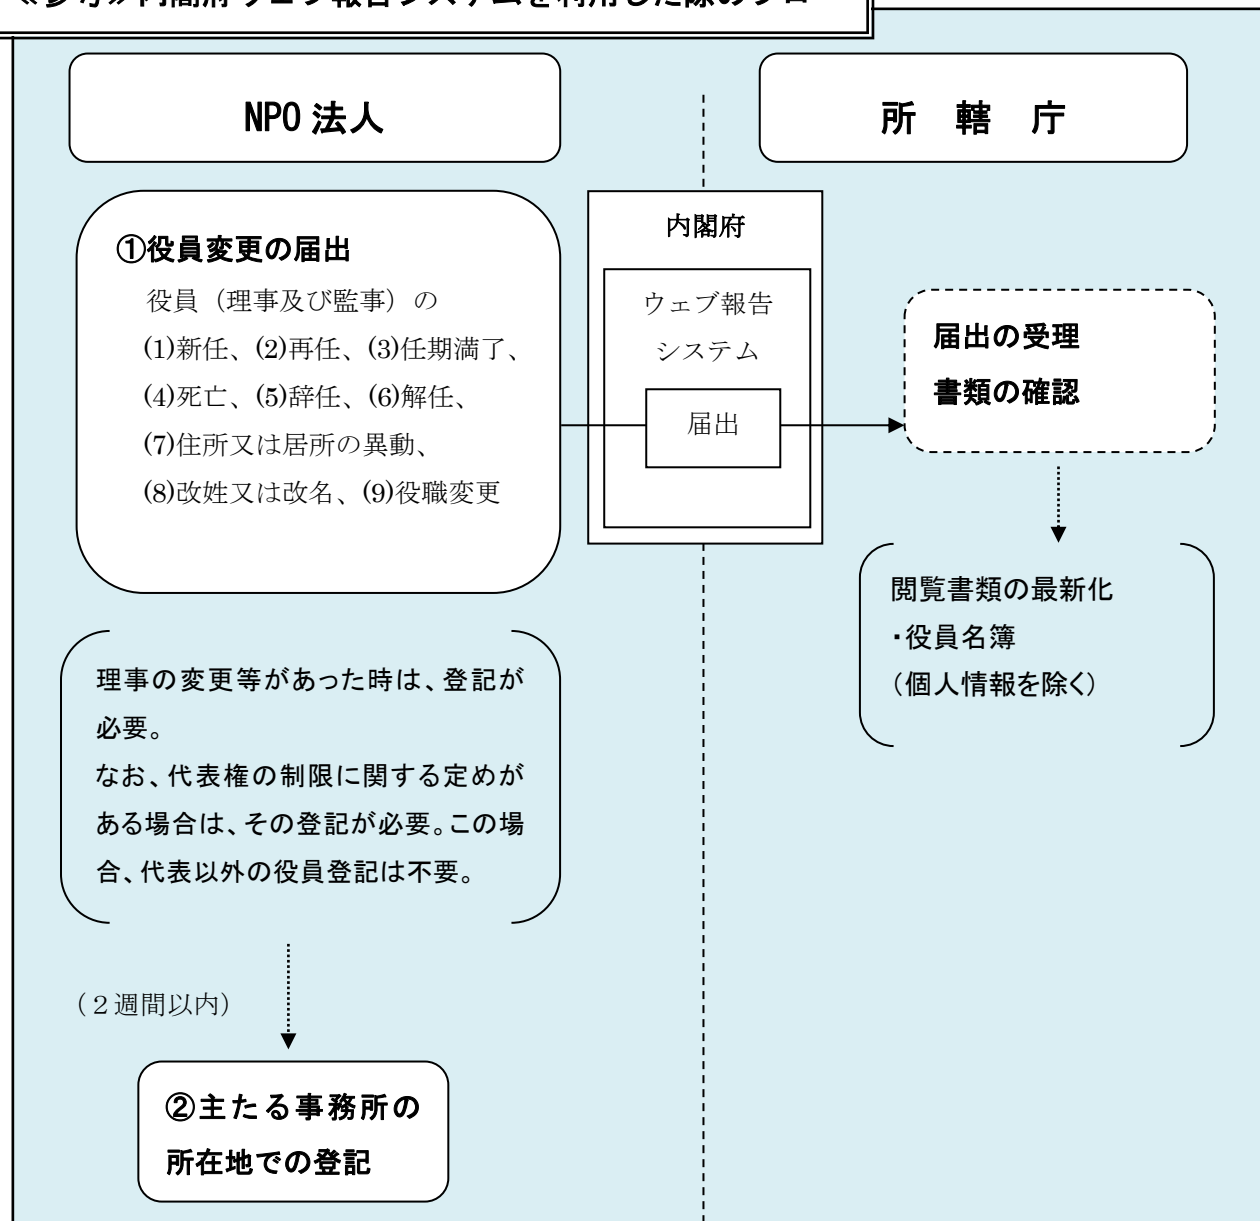 ≪参考≫内閣府ウェブ報告システムを利用した際のフロー
NPO 法人
所　轄　庁
①役員変更の届出
役員（理事及び監事）の
(1)新任、(2)再任、(3)任期満了、
(4)死亡、(5)辞任、(6)解任、
(7)住所又は居所の異動、
(8)改姓又は改名、(9)役職変更
内閣府
ウェブ報告
システム
届出
届出の受理
書類の確認
閲覧書類の最新化
・役員名簿
（個人情報を除く）
理事の変更等があった時は、登記が
必要。
なお、代表権の制限に関する定めが
ある場合は、その登記が必要。この場
合、代表以外の役員登記は不要。
（２週間以内）
②主たる事務所の
所在地での登記